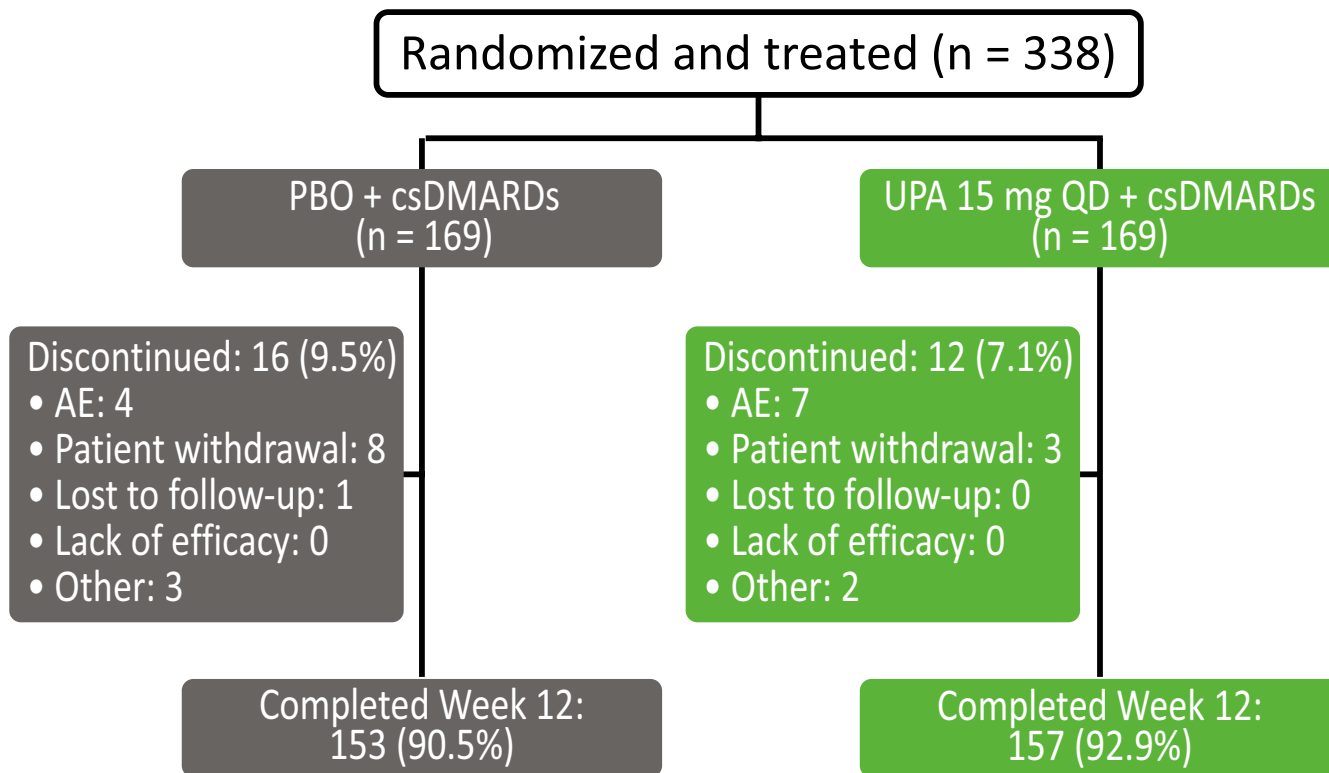 Randomized and treated (n = 338)
PBO + csDMARDs
(n = 169)
UPA 15 mg QD + csDMARDs
(n = 169)
Discontinued: 16 (9.5%)
• AE: 4
• Patient withdrawal: 8
• Lost to follow-up: 1
• Lack of efficacy: 0
• Other: 3
Discontinued: 12 (7.1%)
• AE: 7
• Patient withdrawal: 3
• Lost to follow-up: 0
• Lack of efficacy: 0
• Other: 2
Completed Week 12:
153 (90.5%)
Completed Week 12:
157 (92.9%)